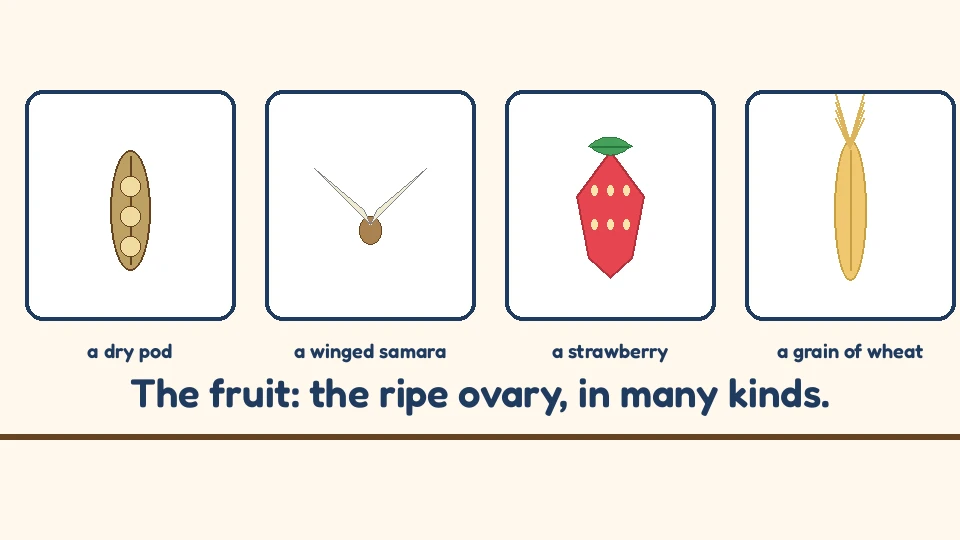 a dry pod
a winged samara
a strawberry
a grain of wheat
The fruit: the ripe ovary, in many kinds.